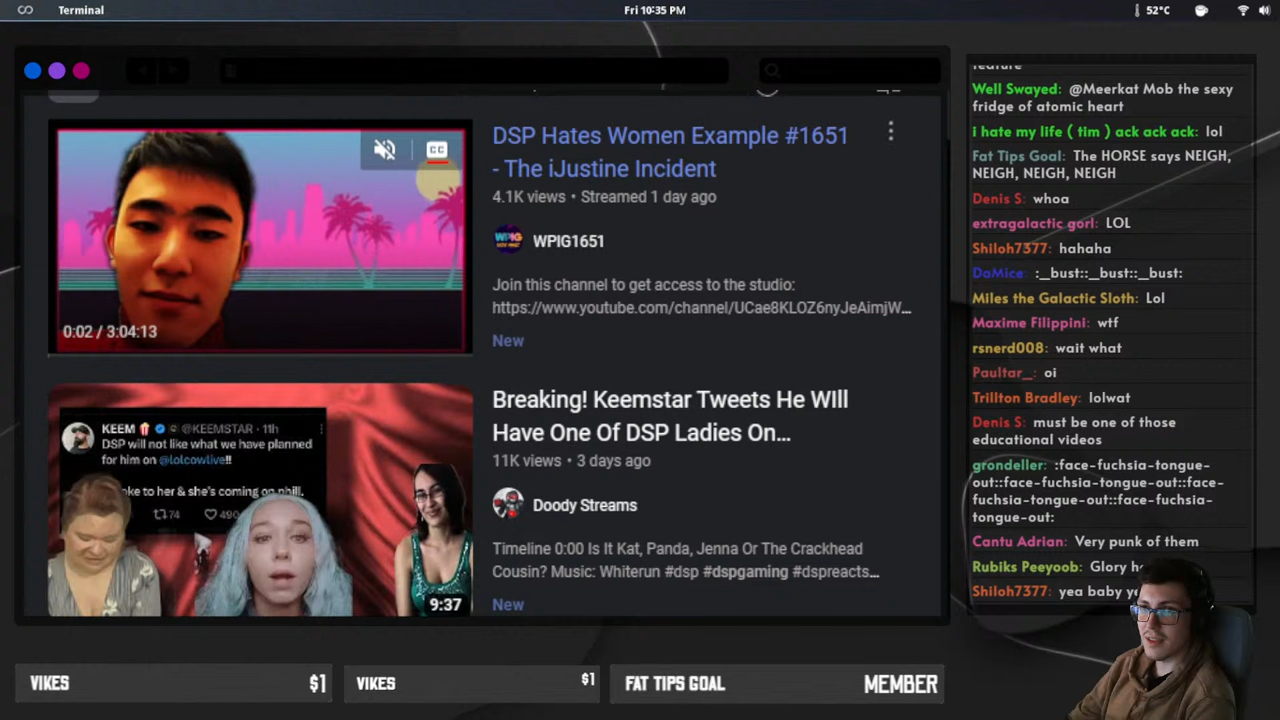 Terminal
Fri 10:35 PM
52°C
CC
0:02 / 3:04:13
DSP Hates Women Example #1651
- The iJustine Incident
4.1K views • Streamed 1 day ago
WPIG
WPIG1651
Join this channel to get access to the studio:
https://www.youtube.com/channel/UCae8KLOZ6nyJeAimjW...
New
KEEM
@KEEMSTAR · 11h
DSP will not like what we have planned
for him on @lolcowlive!!
oke to her & she's coming on phill.
74
490
9:37
Breaking! Keemstar Tweets He WIll
Have One Of DSP Ladies On...
11K views • 3 days ago
Doody Streams
Timeline 0:00 Is It Kat, Panda, Jenna Or The Crackhead
Cousin? Music: Whiterun #dsp #dspgaming #dspreacts...
New
feature
Well Swayed: @Meerkat Mob the sexy
fridge of atomic heart
i hate my life ( tim ) ack ack ack: lol
Fat Tips Goal: The HORSE says NEIGH,
NEIGH, NEIGH, NEIGH
Denis S: whoa
extragalactic gorl: LOL
Shiloh7377: hahaha
DaMice: :_bust::_bust::_bust:
Miles the Galactic Sloth: Lol
Maxime Filippini: wtf
rsnerd008: wait what
Paultar_: oi
Trillton Bradley: lolwat
Denis S: must be one of those
educational videos
grondeller: :face-fuchsia-tongue-
out::face-fuchsia-tongue-out::face-
fuchsia-tongue-out::face-fuchsia-
tongue-out:
Cantu Adrian: Very punk of them
Rubiks Peeyoob: Glory
Shiloh7377: yea baby
VIKES $1
VIKES $1
FAT TIPS GOAL MEMBER